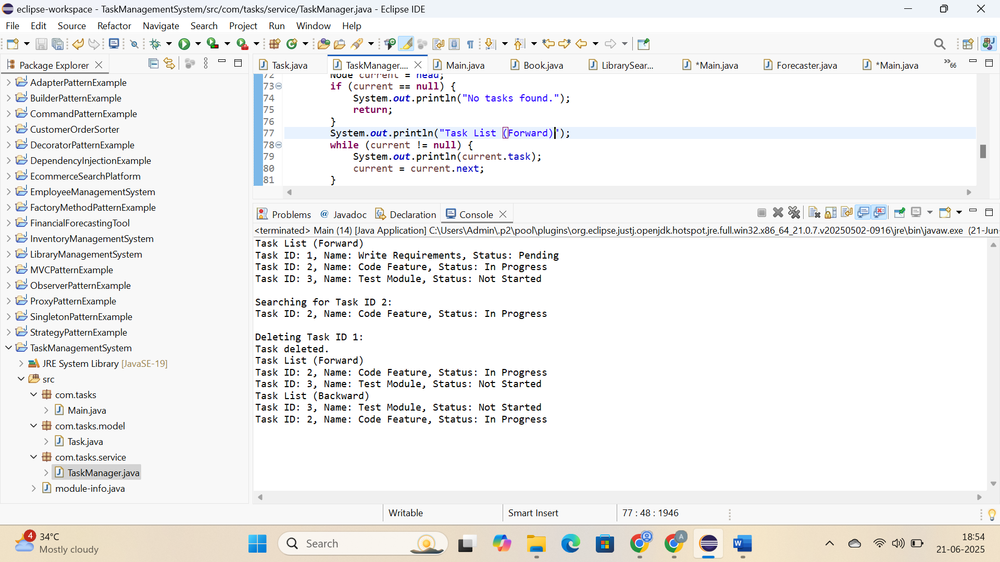 eclipse-workspace - TaskManagementSystem/src/com/tasks/service/TaskManager.java - Eclipse IDE
File Edit Source Refactor Navigate Search Project Run Window Help
Package Explorer
AdapterPatternExample
BuilderPatternExample
CommandPatternExample
CustomerOrderSorter
DecoratorPatternExample
DependencyInjectionExample
EcommerceSearchPlatform
EmployeeManagementSystem
FactoryMethodPatternExample
FinancialForecastingTool
InventoryManagementSystem
LibraryManagementSystem
MVCPatternExample
ObserverPatternExample
ProxyPatternExample
SingletonPatternExample
StrategyPatternExample
TaskManagementSystem
JRE System Library [JavaSE-19]
src
com.tasks
Main.java
com.tasks.model
Task.java
com.tasks.service
TaskManager.java
module-info.java
Task.java TaskManager.... Main.java Book.java LibrarySear... *Main.java Forecaster.java *Main.java »66
72 Node current = head;
73 if (current == null) {
74 System.out.println("No tasks found.");
75 return;
76 }
77 System.out.println("Task List (Forward)");
78 while (current != null) {
79 System.out.println(current.task);
80 current = current.next;
81 }
Problems @ Javadoc Declaration Console
<terminated> Main (14) [Java Application] C:\Users\Admin\.p2\pool\plugins\org.eclipse.justj.openjdk.hotspot.jre.full.win32.x86_64_21.0.7.v20250502-0916\jre\bin\javaw.exe (21-Jun-
Task List (Forward)
Task ID: 1, Name: Write Requirements, Status: Pending
Task ID: 2, Name: Code Feature, Status: In Progress
Task ID: 3, Name: Test Module, Status: Not Started
Searching for Task ID 2:
Task ID: 2, Name: Code Feature, Status: In Progress
Deleting Task ID 1:
Task deleted.
Task List (Forward)
Task ID: 2, Name: Code Feature, Status: In Progress
Task ID: 3, Name: Test Module, Status: Not Started
Task List (Backward)
Task ID: 3, Name: Test Module, Status: Not Started
Task ID: 2, Name: Code Feature, Status: In Progress
Writable Smart Insert 77 : 48 : 1946
4
34°C
Mostly cloudy
Search
A
W
18:54
21-06-2025